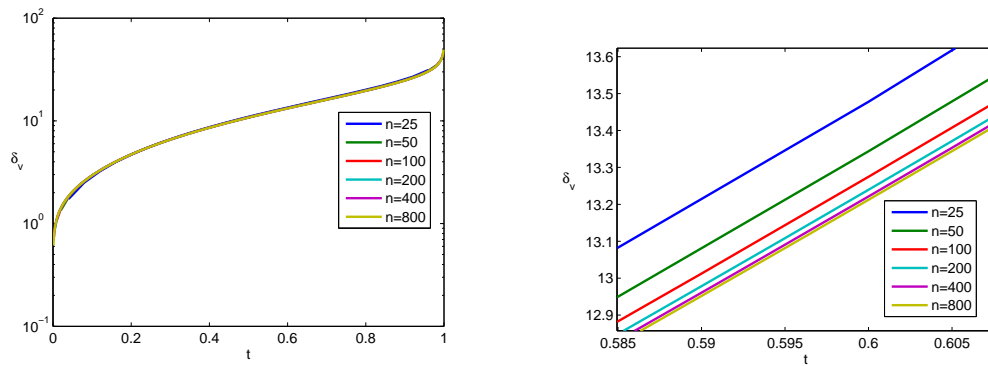 10^2
10^1
10^0
10^-1
δ_v
0
0.2
0.4
0.6
0.8
1
t
n=25
n=50
n=100
n=200
n=400
n=800
13.6
13.5
13.4
13.3
13.2
13.1
13
12.9
δ_v
0.585
0.59
0.595
0.6
0.605
t
n=25
n=50
n=100
n=200
n=400
n=800